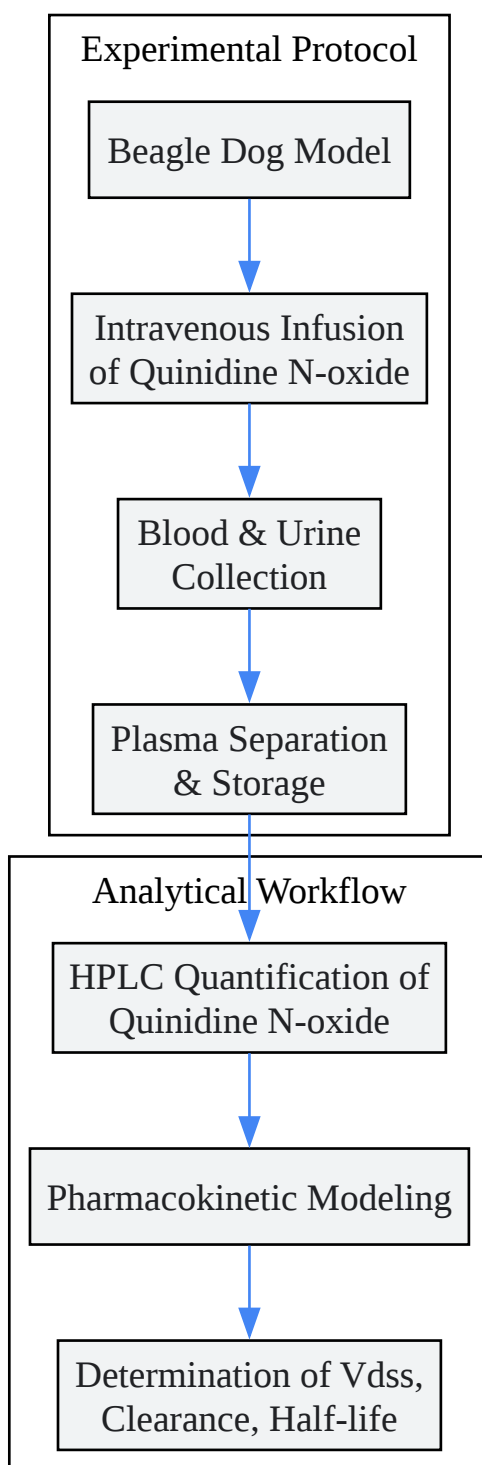 Experimental Protocol
Beagle Dog Model
Intravenous Infusion
of Quinidine N-oxide
Blood & Urine
Collection
Plasma Separation
& Storage
Analytical Workflow
HPLC Quantification of
Quinidine N-oxide
Pharmacokinetic Modeling
Determination of Vdss,
Clearance, Half-life